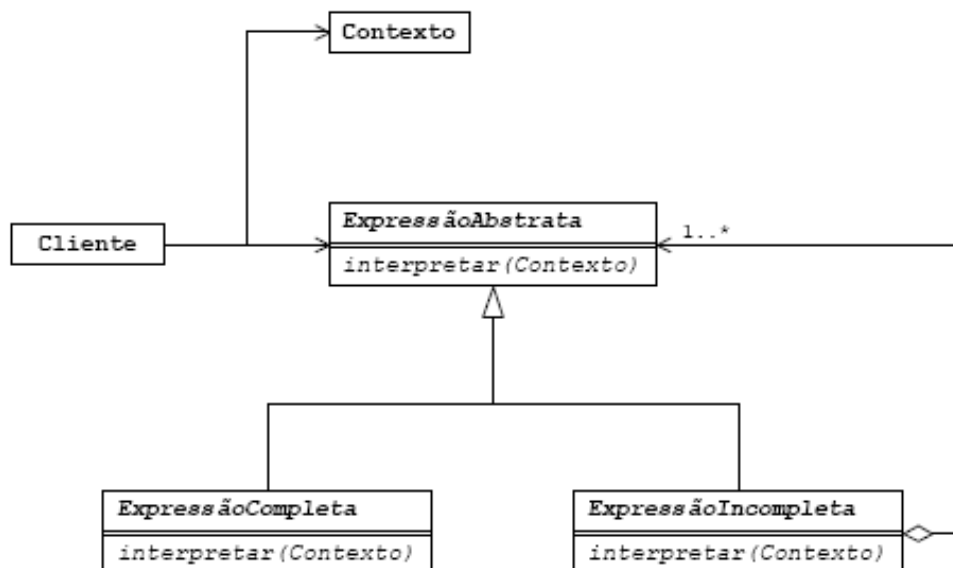 Contexto
ExpressãoAbstrata
1..*
Cliente
interpretar(Contexto)
ExpressãoCompleta
ExpressãoIncompleta
interpretar(Contexto)
interpretar(Contexto)